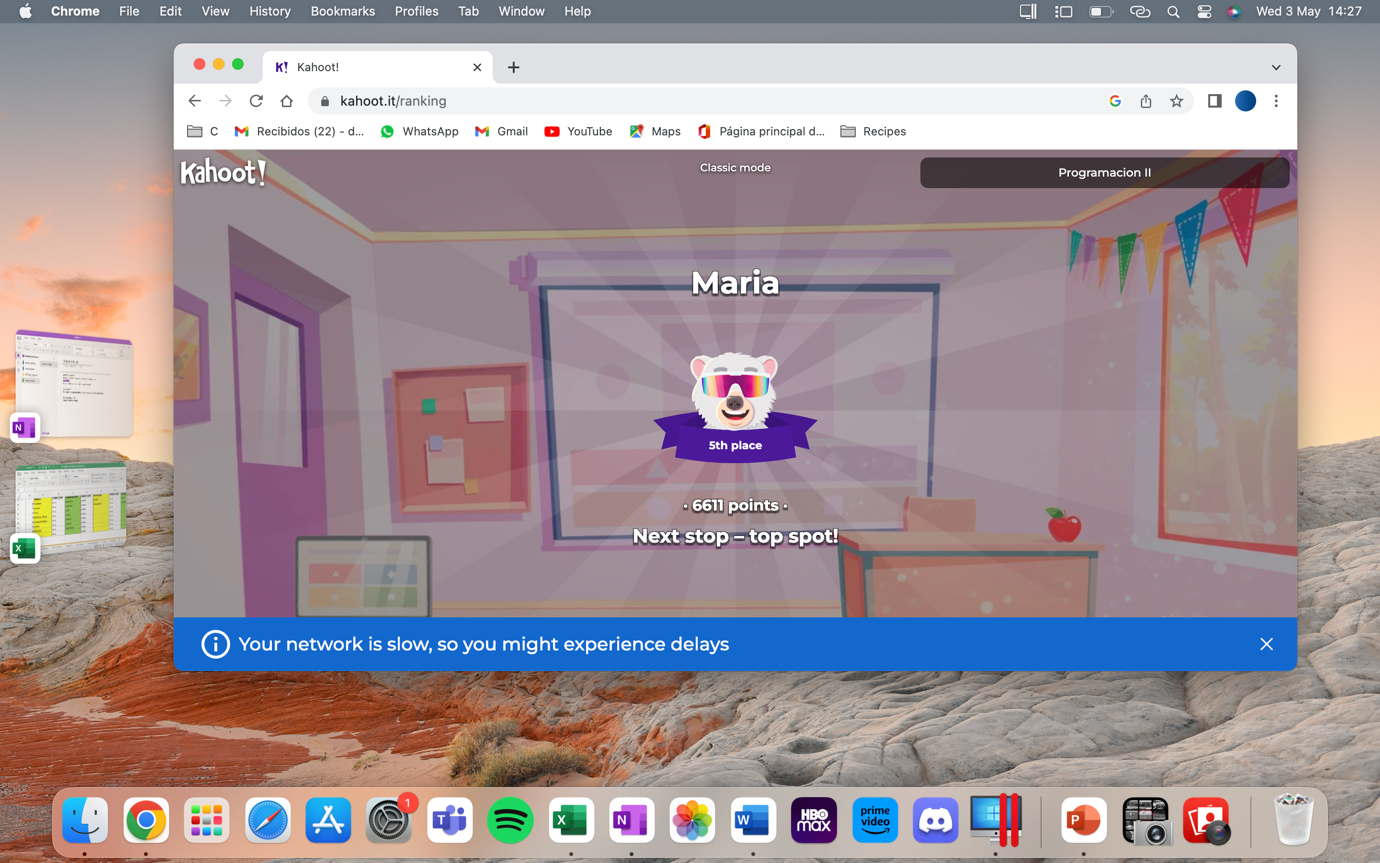 Chrome File Edit View History Bookmarks Profiles Tab Window Help Wed 3 May 14:27
K! Kahoot!
kahoot.it/ranking
C Recibidos (22) - d... WhatsApp Gmail YouTube Maps Página principal d... Recipes
Kahoot!
Classic mode
Programacion II
Maria
5th place
· 6611 points ·
Next stop – top spot!
N
X
Your network is slow, so you might experience delays
1
T X N W HBO max prime video P